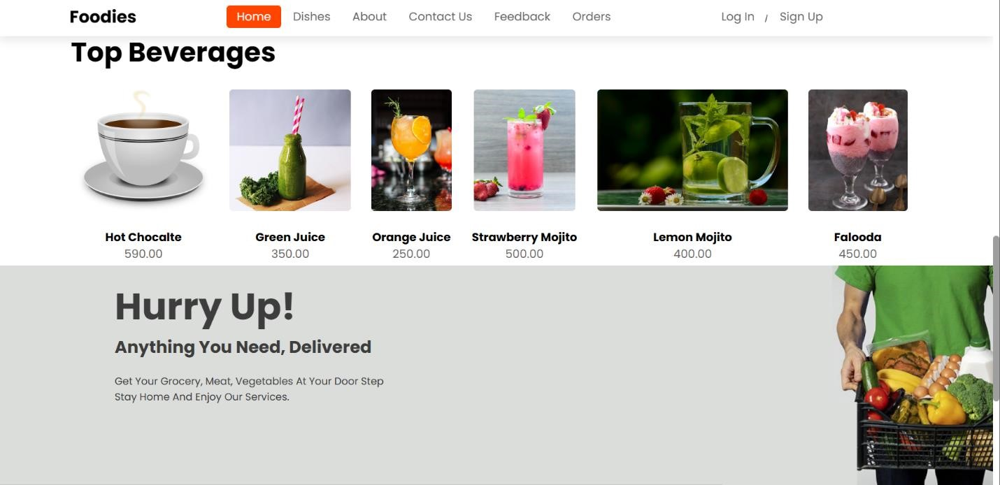 Foodies Home Dishes About Contact Us Feedback Orders Log In / Sign Up
Top Beverages
Hot Chocalte Green Juice Orange Juice Strawberry Mojito Lemon Mojito Falooda
590.00 350.00 250.00 500.00 400.00 450.00
Hurry Up!
Anything You Need, Delivered
Get Your Grocery, Meat, Vegetables At Your Door Step
Stay Home And Enjoy Our Services.